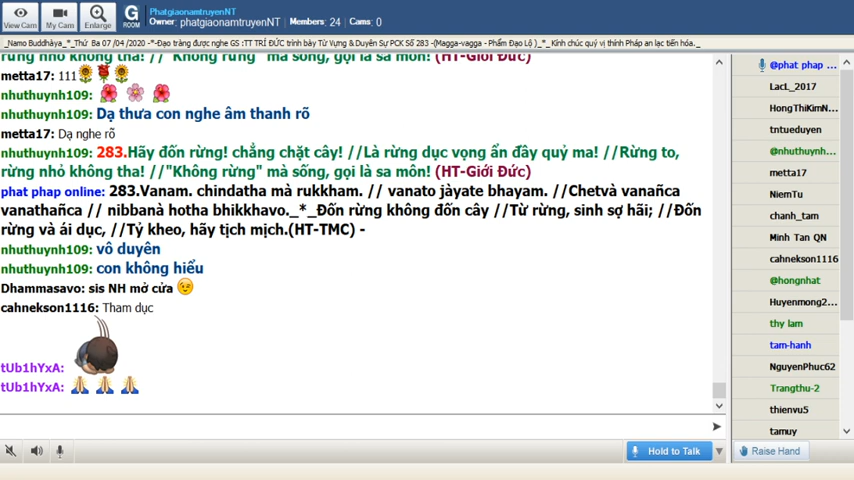 View Cam
My Cam
Enlarge
G
ROOM
PhatgiaonamtruyenNT
Owner: phatgiaonamtruyenNT | Members: 24 | Cams: 0
_Namo Buddhàya_*_Thứ Ba 07 /04 /2020 -*-Đạo tràng được nghe GS :TT TRÍ ĐỨC trình bày Từ Vựng &Duyên Sự PCK Số 283 -(Magga-vagga - Phẩm Đạo Lộ )_*_ Kính chúc quý vị thính Pháp an lạc tiến hóa._
rừng nhỏ không tha! //"Không rừng" mà sống, gọi là sa môn! (HT-Giới Đức)
metta17: 111
nhuthuynh109:
nhuthuynh109: Dạ thưa con nghe âm thanh rõ
metta17: Dạ nghe rõ
nhuthuynh109: 283.Hãy đốn rừng! chẳng chặt cây! //Là rừng dục vọng ẩn đầy quỷ ma! //Rừng to,
rừng nhỏ không tha! //"Không rừng" mà sống, gọi là sa môn! (HT-Giới Đức)
phat phap online: 283.Vanam. chindatha mà rukkham. // vanato jàyate bhayam. //Chetvà vanañca
vanathañca // nibbanà hotha bhikkhavo._*_Đốn rừng không đốn cây //Từ rừng, sinh sợ hãi; //Đốn
rừng và ái dục, //Tỷ kheo, hãy tịch mịch.(HT-TMC) -
nhuthuynh109: vô duyên
nhuthuynh109: con không hiểu
Dhammasavo: sis NH mở cửa
cahnekson1116: Tham dục
tUb1hYxA:
tUb1hYxA:
@phat phap ...
LacL_2017
HongThiKimN...
tntueduyen
@nhuthuynh...
metta17
NiemTu
chanh_tam
Minh Tan QN
cahnekson1116
@hongnhat
Huyenmong2...
thy lam
tam-hanh
NguyenPhuc62
Trangthu-2
thienvu5
tamuy
Hold to Talk
Raise Hand